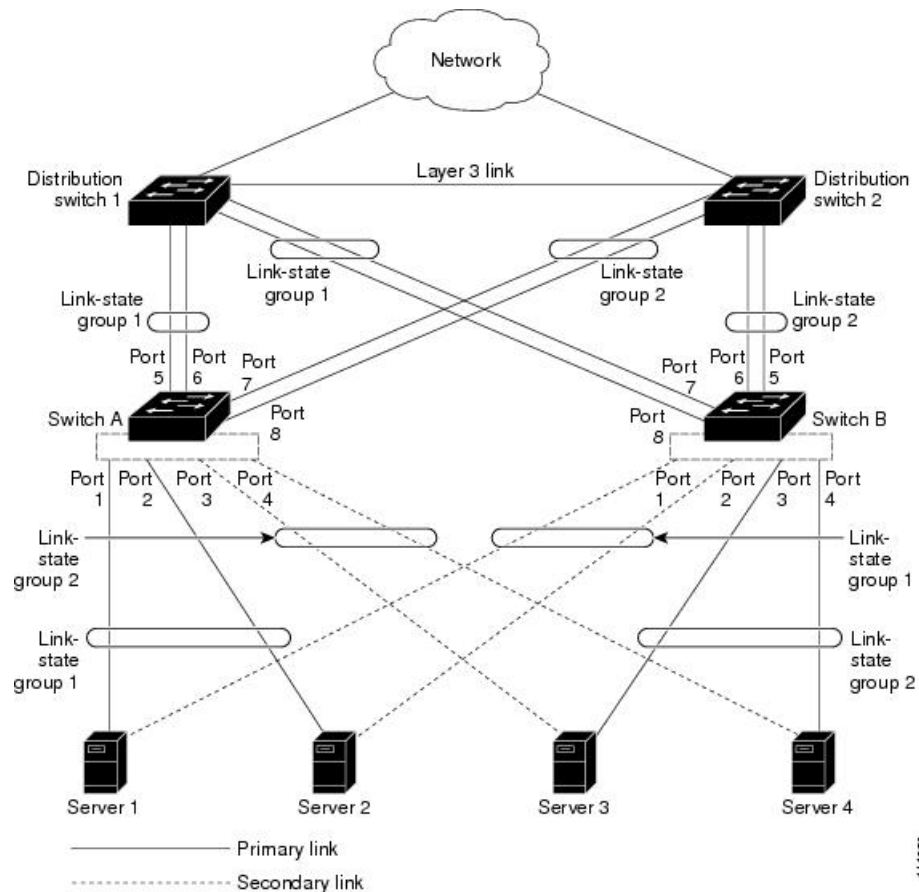 Network
Layer 3 link
Distribution
switch 1
Distribution
switch 2
Link-state
group 1
Link-state
group 2
Link-state
group 1
Link-state
group 2
Port
5
Port
6
Port
7
Port
8
Port
7
Port
6
Port
5
Port
8
Switch A
Switch B
Port
1
Port
2
Port
3
Port
4
Port
1
Port
2
Port
3
Port
4
Link-
state
group 2
Link-
state
group 1
Link-
state
group 1
Link-
state
group 2
Server 1
Server 2
Server 3
Server 4
Primary link
Secondary link